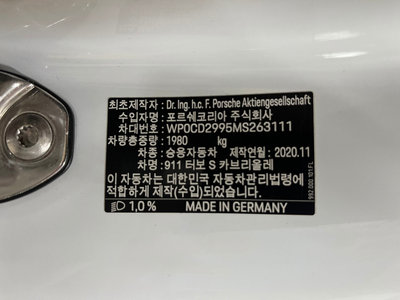 최초제작자 : Dr. Ing. h.c. F. Porsche Aktiengesellschaft
수입자명 : 포르쉐코리아 주식회사
차대번호 : WP0CD2995MS263111
차량총중량 : 1980 kg
차종 : 승용자동차 제작연월 : 2020.11
차명 : 911 터보 S 카브리올레
이 자동차는 대한민국 자동차관리법령에
적합하게 제작(수입) 되었습니다.
1,0% MADE IN GERMANY
992.000.101.FL